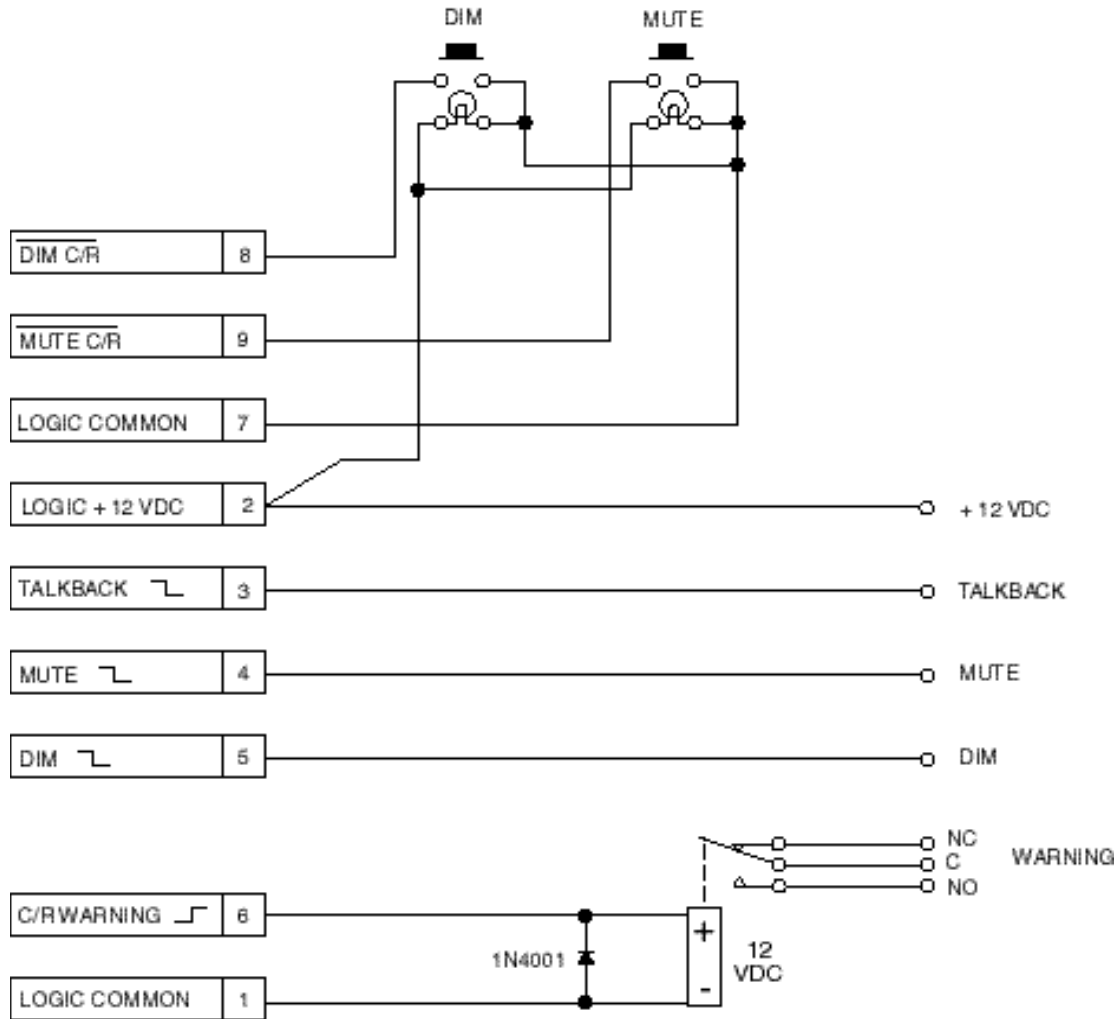 DIM
MUTE
DIM C/R 8
MUTE C/R 9
LOGIC COMMON 7
LOGIC + 12 VDC 2
+ 12 VDC
TALKBACK 3
TALKBACK
MUTE 4
MUTE
DIM 5
DIM
NC
C
NO
WARNING
C/R WARNING 6
1N4001
+
-
12
VDC
LOGIC COMMON 1